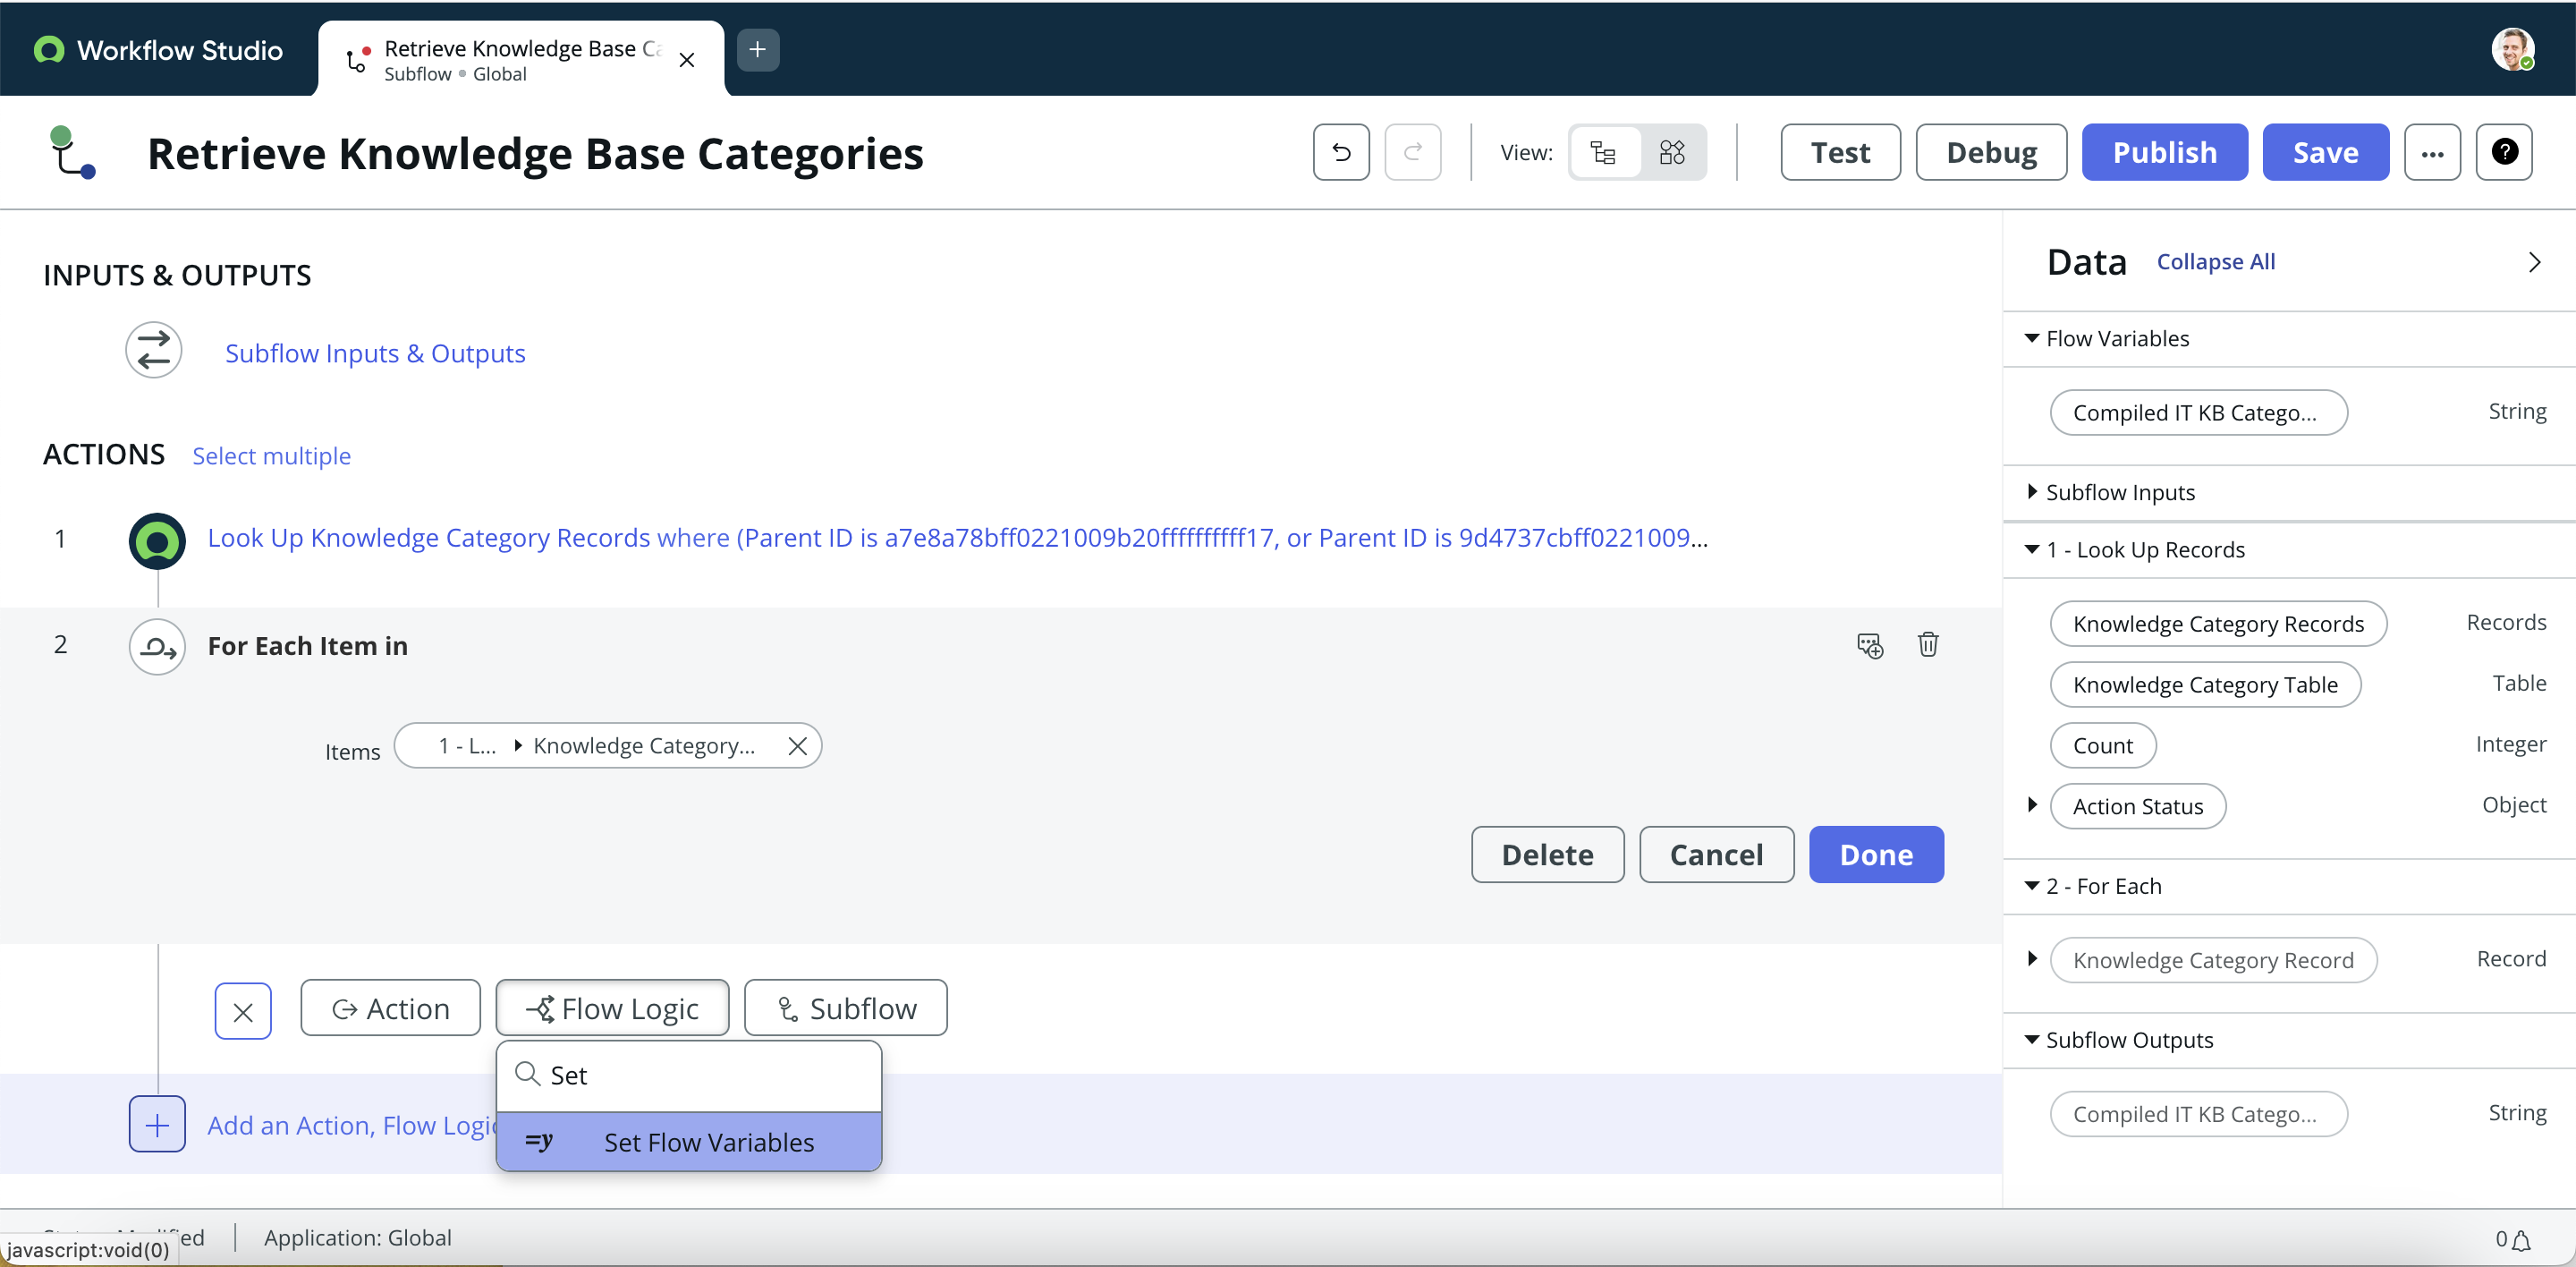 Workflow Studio
Retrieve Knowledge Base Ca
Subflow Global
Retrieve Knowledge Base Categories
View:
Test
Debug
Publish
Save
INPUTS & OUTPUTS
Subflow Inputs & Outputs
ACTIONS Select multiple
1 Look Up Knowledge Category Records where (Parent ID is a7e8a78bff0221009b20ffffffffff17, or Parent ID is 9d4737cbff0221009...
2 For Each Item in
Items 1 - L... Knowledge Category...
Delete Cancel Done
Action Flow Logic Subflow
Set
Add an Action, Flow Logic
=y Set Flow Variables
Data Collapse All
Flow Variables
Compiled IT KB Catego... String
Subflow Inputs
1 - Look Up Records
Knowledge Category Records Records
Knowledge Category Table Table
Count Integer
Action Status Object
2 - For Each
Knowledge Category Record Record
Subflow Outputs
Compiled IT KB Catego... String
Application: Global
javascript:void(0)
0